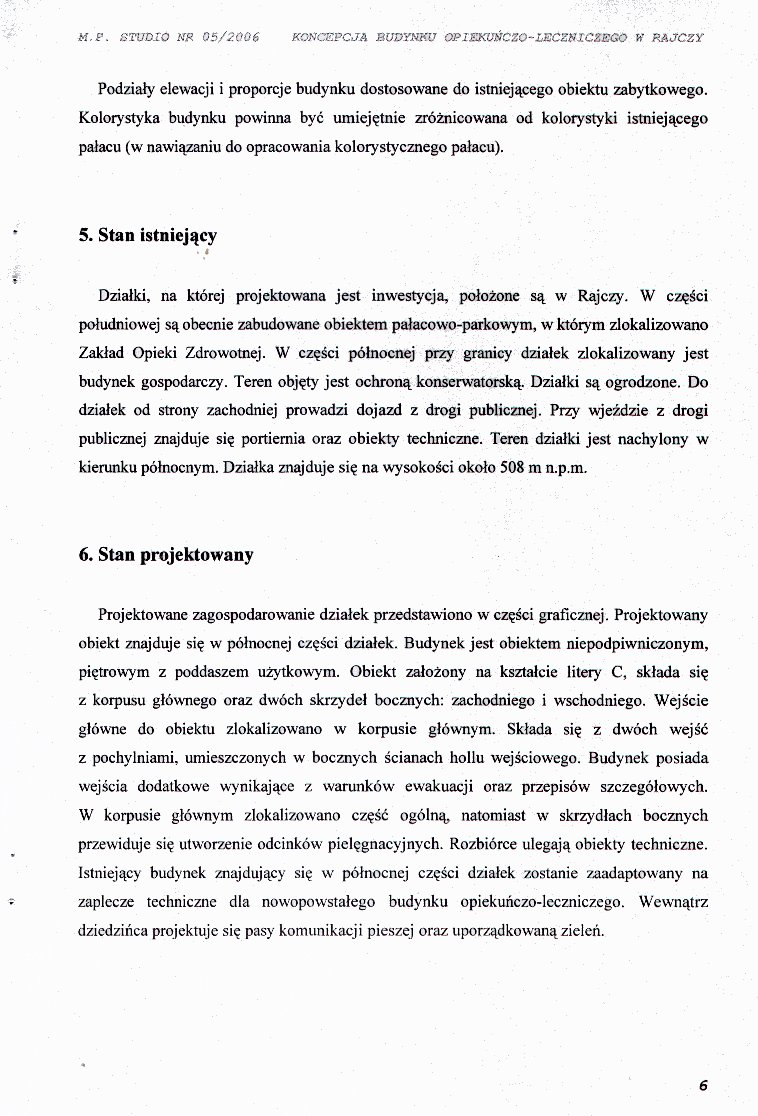 M.P. STUDIO NR 05/2006 KONCEPCJA BUDYNKU OPIEKUŃCZO-LECZNICZEGO W RAJCZY
Podziały elewacji i proporcje budynku dostosowane do istniejącego obiektu zabytkowego.
Kolorystyka budynku powinna być umiejętnie zróżnicowana od kolorystyki istniejącego
pałacu (w nawiązaniu do opracowania kolorystycznego pałacu).
5. Stan istniejący
Działki, na której projektowana jest inwestycja, położone są w Rajczy. W części
południowej są obecnie zabudowane obiektem pałacowo-parkowym, w którym zlokalizowano
Zakład Opieki Zdrowotnej. W części północnej przy granicy działek zlokalizowany jest
budynek gospodarczy. Teren objęty jest ochroną konserwatorską. Działki są ogrodzone. Do
działek od strony zachodniej prowadzi dojazd z drogi publicznej. Przy wjeździe z drogi
publicznej znajduje się portiernia oraz obiekty techniczne. Teren działki jest nachylony w
kierunku północnym. Działka znajduje się na wysokości około 508 m n.p.m.
6. Stan projektowany
Projektowane zagospodarowanie działek przedstawiono w części graficznej. Projektowany
obiekt znajduje się w północnej części działek. Budynek jest obiektem niepodpiwniczonym,
piętrowym z poddaszem użytkowym. Obiekt założony na kształcie litery C, składa się
z korpusu głównego oraz dwóch skrzydeł bocznych: zachodniego i wschodniego. Wejście
główne do obiektu zlokalizowano w korpusie głównym. Składa się z dwóch wejść
z pochylniami, umieszczonych w bocznych ścianach hollu wejściowego. Budynek posiada
wejścia dodatkowe wynikające z warunków ewakuacji oraz przepisów szczegółowych.
W korpusie głównym zlokalizowano część ogólną, natomiast w skrzydłach bocznych
przewiduje się utworzenie odcinków pielęgnacyjnych. Rozbiórce ulegają obiekty techniczne.
Istniejący budynek znajdujący się w północnej części działek zostanie zaadaptowany na
zaplecze techniczne dla nowopowstałego budynku opiekuńczo-leczniczego. Wewnątrz
dziedzińca projektuje się pasy komunikacji pieszej oraz uporządkowaną zieleń.
6